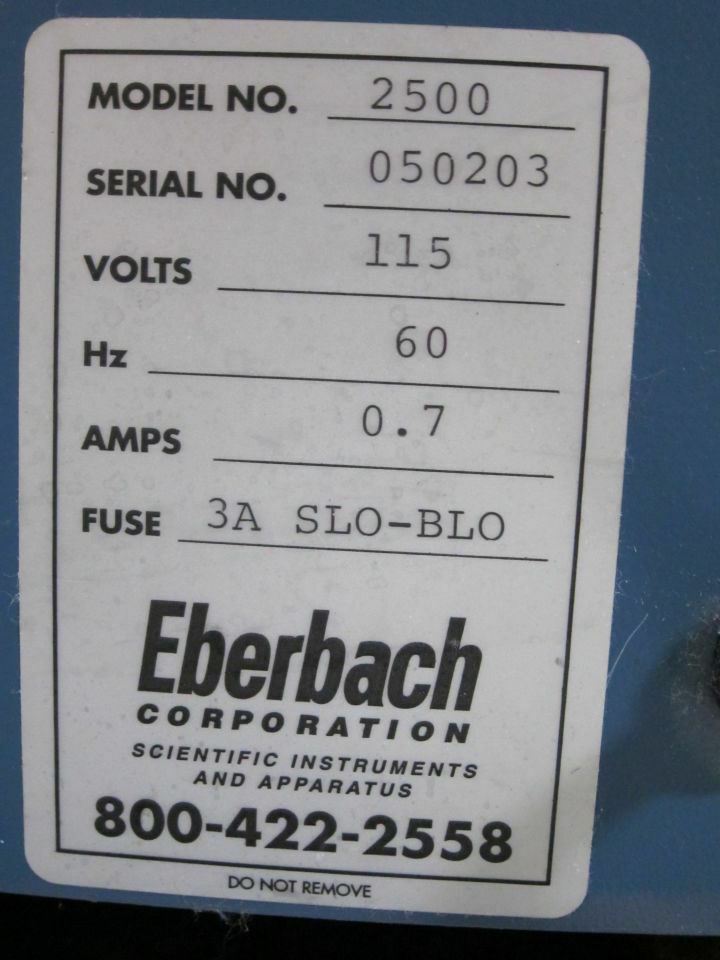 MODEL NO. 2500
SERIAL NO. 050203
VOLTS 115
Hz 60
AMPS 0.7
FUSE 3A SLO-BLO
Eberbach
CORPORATION
SCIENTIFIC INSTRUMENTS
AND APPARATUS
800-422-2558
DO NOT REMOVE